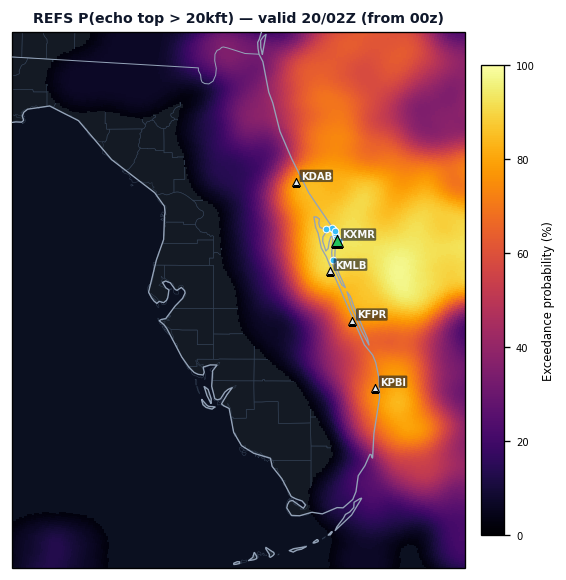 REFS P(echo top > 20kft) — valid 20/02Z (from 00z)
KDAB
KXMR
KMLB
KFPR
KPBI
100
80
60
40
20
0
Exceedance probability (%)